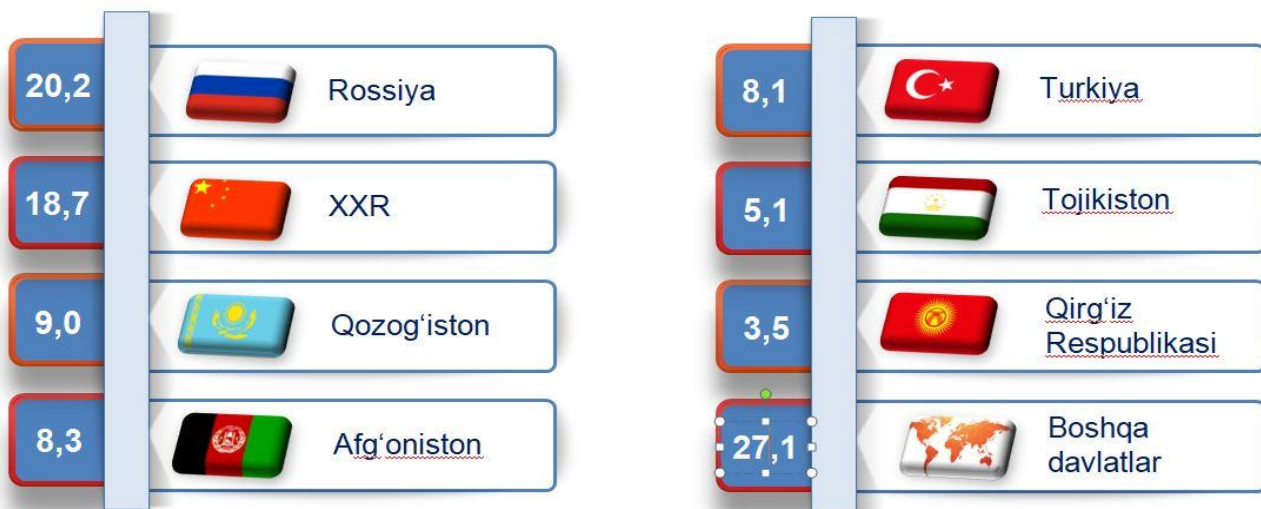 20,2
Rossiya
18,7
XXR
9,0
Qozog‘iston
8,3
Afg‘oniston
8,1
Turkiya
5,1
Tojikiston
3,5
Qirg‘iz
Respublikasi
27,1
Boshqa
davlatlar